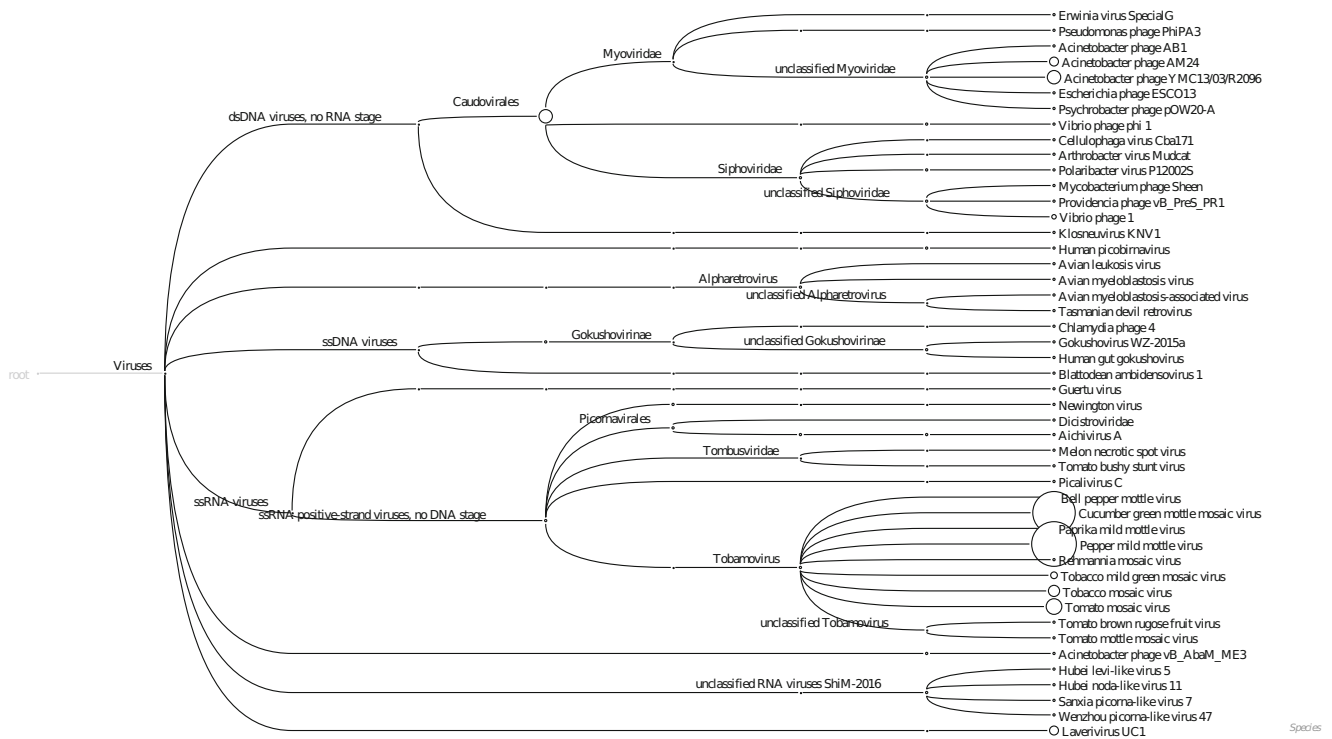 Erwinia virus SpecialG
Pseudomonas phage PhiPA3
Myoviridae
Acinetobacter phage AB1
Acinetobacter phage AM24
unclassified Myoviridae
Acinetobacter phage YMC13/03/R2096
Escherichia phage ESCO13
Caudovirales
Psychrobacter phage pOW20-A
dsDNA viruses, no RNA stage
Vibrio phage phi 1
Cellulophaga virus Cba171
Arthrobacter virus Mudcat
Siphoviridae
Polaribacter virus P12002S
Mycobacterium phage Sheen
unclassified Siphoviridae
Providencia phage vB_PreS_PR1
Vibrio phage 1
Klosneuvirus KNV1
Human picobirnavirus
Avian leukosis virus
Alpharetrovirus
Avian myeloblastosis virus
unclassified Alpharetrovirus
Avian myeloblastosis-associated virus
Tasmanian devil retrovirus
Chlamydia phage 4
Gokushovirinae
ssDNA viruses
unclassified Gokushovirinae
Gokushovirus WZ-2015a
Human gut gokushovirus
Viruses
root
Blattodean ambidensovirus 1
Guertu virus
Newington virus
Picornavirales
Dicistroviridae
Aichivirus A
Tombusviridae
Melon necrotic spot virus
Tomato bushy stunt virus
Picalivirus C
ssRNA viruses
Bell pepper mottle virus
ssRNA positive-strand viruses, no DNA stage
Cucumber green mottle mosaic virus
Paprika mild mottle virus
Pepper mild mottle virus
Tobamovirus
Rehmannia mosaic virus
Tobacco mild green mosaic virus
Tobacco mosaic virus
Tomato mosaic virus
unclassified Tobamovirus
Tomato brown rugose fruit virus
Tomato mottle mosaic virus
Acinetobacter phage vB_AbaM_ME3
Hubei levi-like virus 5
unclassified RNA viruses ShiM-2016
Hubei noda-like virus 11
Sanxia picorna-like virus 7
Wenzhou picorna-like virus 47
Laverivirus UC1
Species